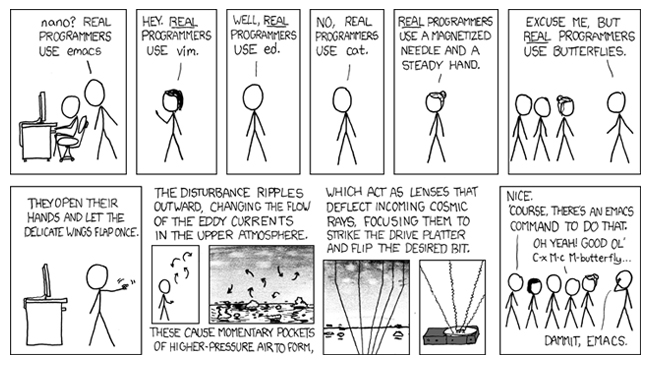 nano? REAL
PROGRAMMERS
USE emacs
HEY. REAL
PROGRAMMERS
USE vim.
WELL, REAL
PROGRAMMERS
USE ed.
NO, REAL
PROGRAMMERS
USE cat.
REAL PROGRAMMERS
USE A MAGNETIZED
NEEDLE AND A
STEADY HAND.
EXCUSE ME, BUT
REAL PROGRAMMERS
USE BUTTERFLIES.
THEY OPEN THEIR
HANDS AND LET THE
DELICATE WINGS FLAP ONCE.
THE DISTURBANCE RIPPLES
OUTWARD, CHANGING THE FLOW
OF THE EDDY CURRENTS
IN THE UPPER ATMOSPHERE.
THESE CAUSE MOMENTARY POCKETS
OF HIGHER-PRESSURE AIR TO FORM,
WHICH ACT AS LENSES THAT
DEFLECT INCOMING COSMIC
RAYS, FOCUSING THEM TO
STRIKE THE DRIVE PLATTER
AND FLIP THE DESIRED BIT.
NICE.
'COURSE, THERE'S AN EMACS
COMMAND TO DO THAT.
OH YEAH! GOOD OL'
C-x M-c M-butterfly...
DAMMIT, EMACS.